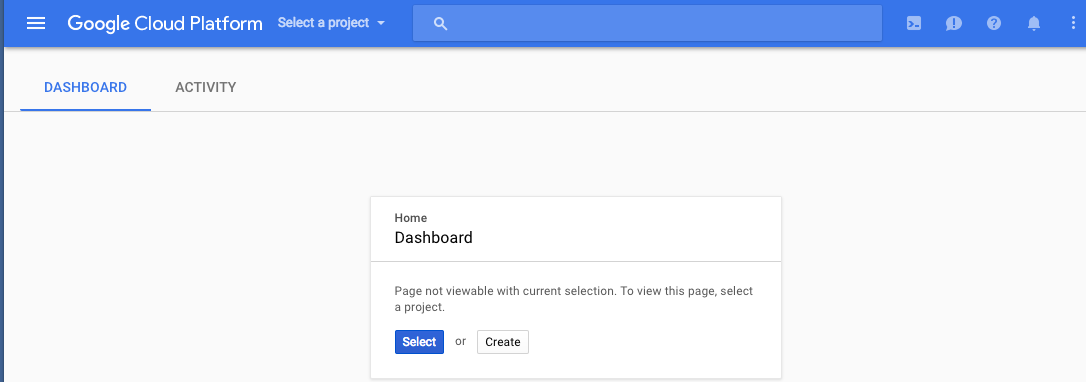 Google Cloud Platform Select a project
DASHBOARD ACTIVITY
Home
Dashboard
Page not viewable with current selection. To view this page, select
a project.
Select or Create